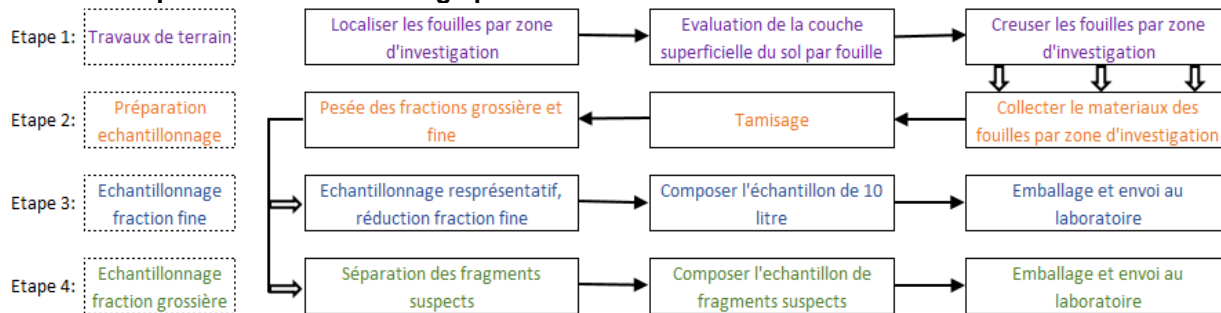 Etape 1:
Travaux de terrain
Localiser les fouilles par zone
d'investigation
Evaluation de la couche
superficielle du sol par fouille
Creuser les fouilles par zone
d'investigation
Etape 2:
Préparation
echantillonnage
Pesée des fractions grossière et
fine
Tamisage
Collecter le materiaux des
fouilles par zone d'investigation
Etape 3:
Echantillonnage
fraction fine
Echantillonnage resprésentatif,
réduction fraction fine
Composer l'échantillon de 10
litre
Emballage et envoi au
laboratoire
Etape 4:
Echantillonnage
fraction grossière
Séparation des fragments
suspects
Composer l'echantillon de
fragments suspects
Emballage et envoi au
laboratoire